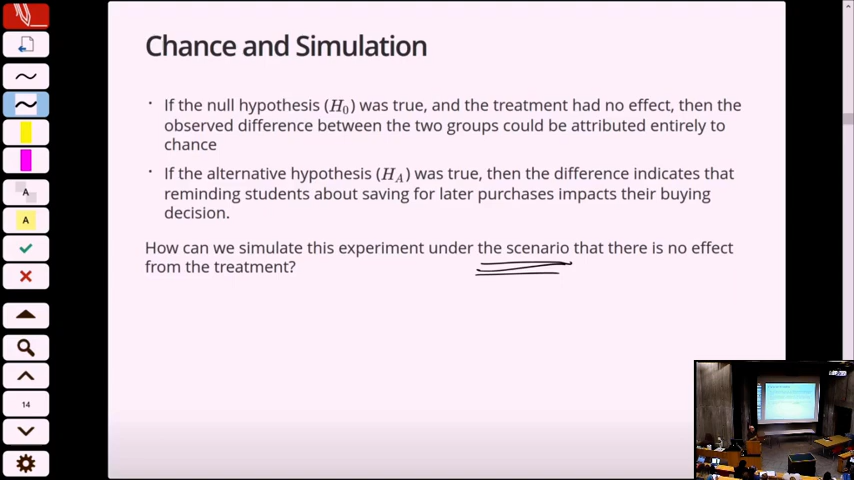 Chance and Simulation
· If the null hypothesis (H₀) was true, and the treatment had no effect, then the
observed difference between the two groups could be attributed entirely to
chance
· If the alternative hypothesis (H_A) was true, then the difference indicates that
reminding students about saving for later purchases impacts their buying
decision.
How can we simulate this experiment under the scenario that there is no effect
from the treatment?
A
A
14